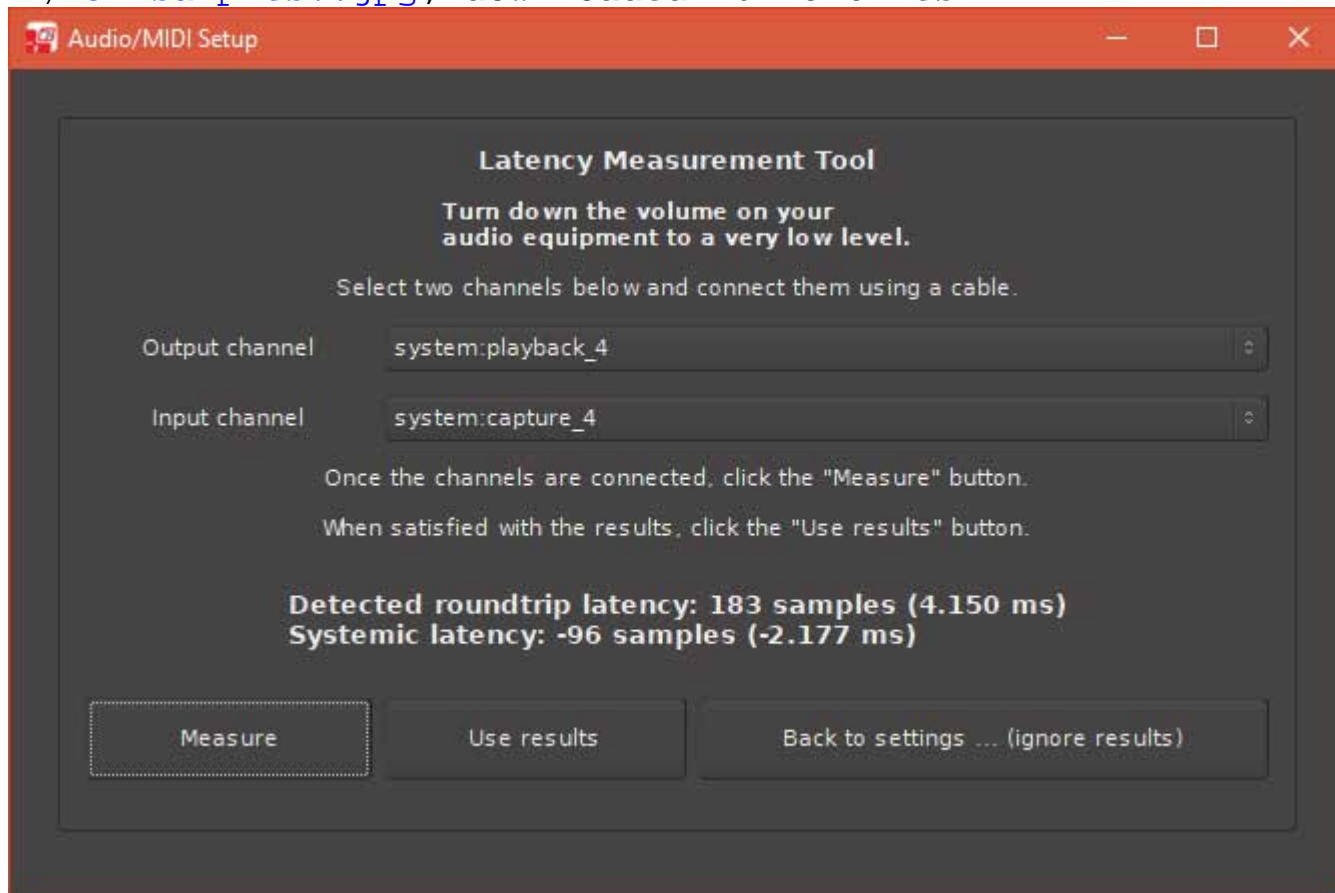 Audio/MIDI Setup
Latency Measurement Tool
Turn down the volume on your
audio equipment to a very low level.
Select two channels below and connect them using a cable.
Output channel system:playback_4
Input channel system:capture_4
Once the channels are connected, click the "Measure" button.
When satisfied with the results, click the "Use results" button.
Detected roundtrip latency: 183 samples (4.150 ms)
Systemic latency: -96 samples (-2.177 ms)
Measure Use results Back to settings ... (ignore results)